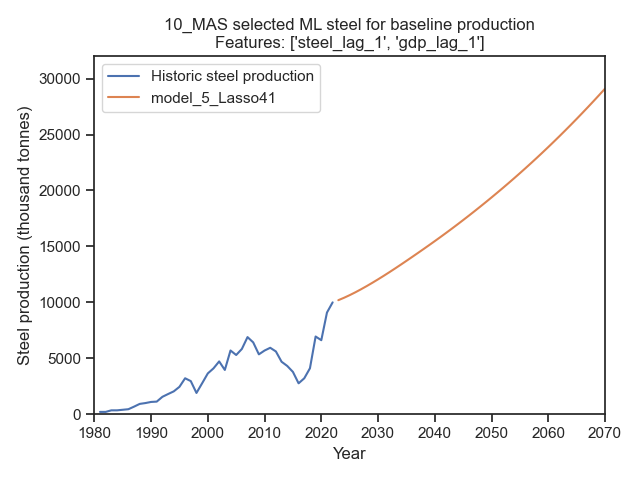 10_MAS selected ML steel for baseline production
Features: ['steel_lag_1', 'gdp_lag_1']
Historic steel production
model_5_Lasso41
Steel production (thousand tonnes)
30000
25000
20000
15000
10000
5000
0
1980 1990 2000 2010 2020 2030 2040 2050 2060 2070
Year